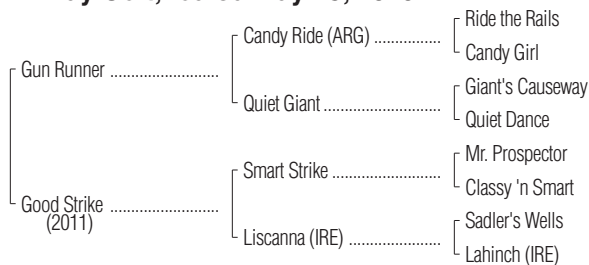 Ride the Rails
Candy Ride (ARG)
Candy Girl
Gun Runner
Giant's Causeway
Quiet Giant
Quiet Dance
Mr. Prospector
Smart Strike
Classy 'n Smart
Good Strike
(2011)
Sadler's Wells
Liscanna (IRE)
Lahinch (IRE)